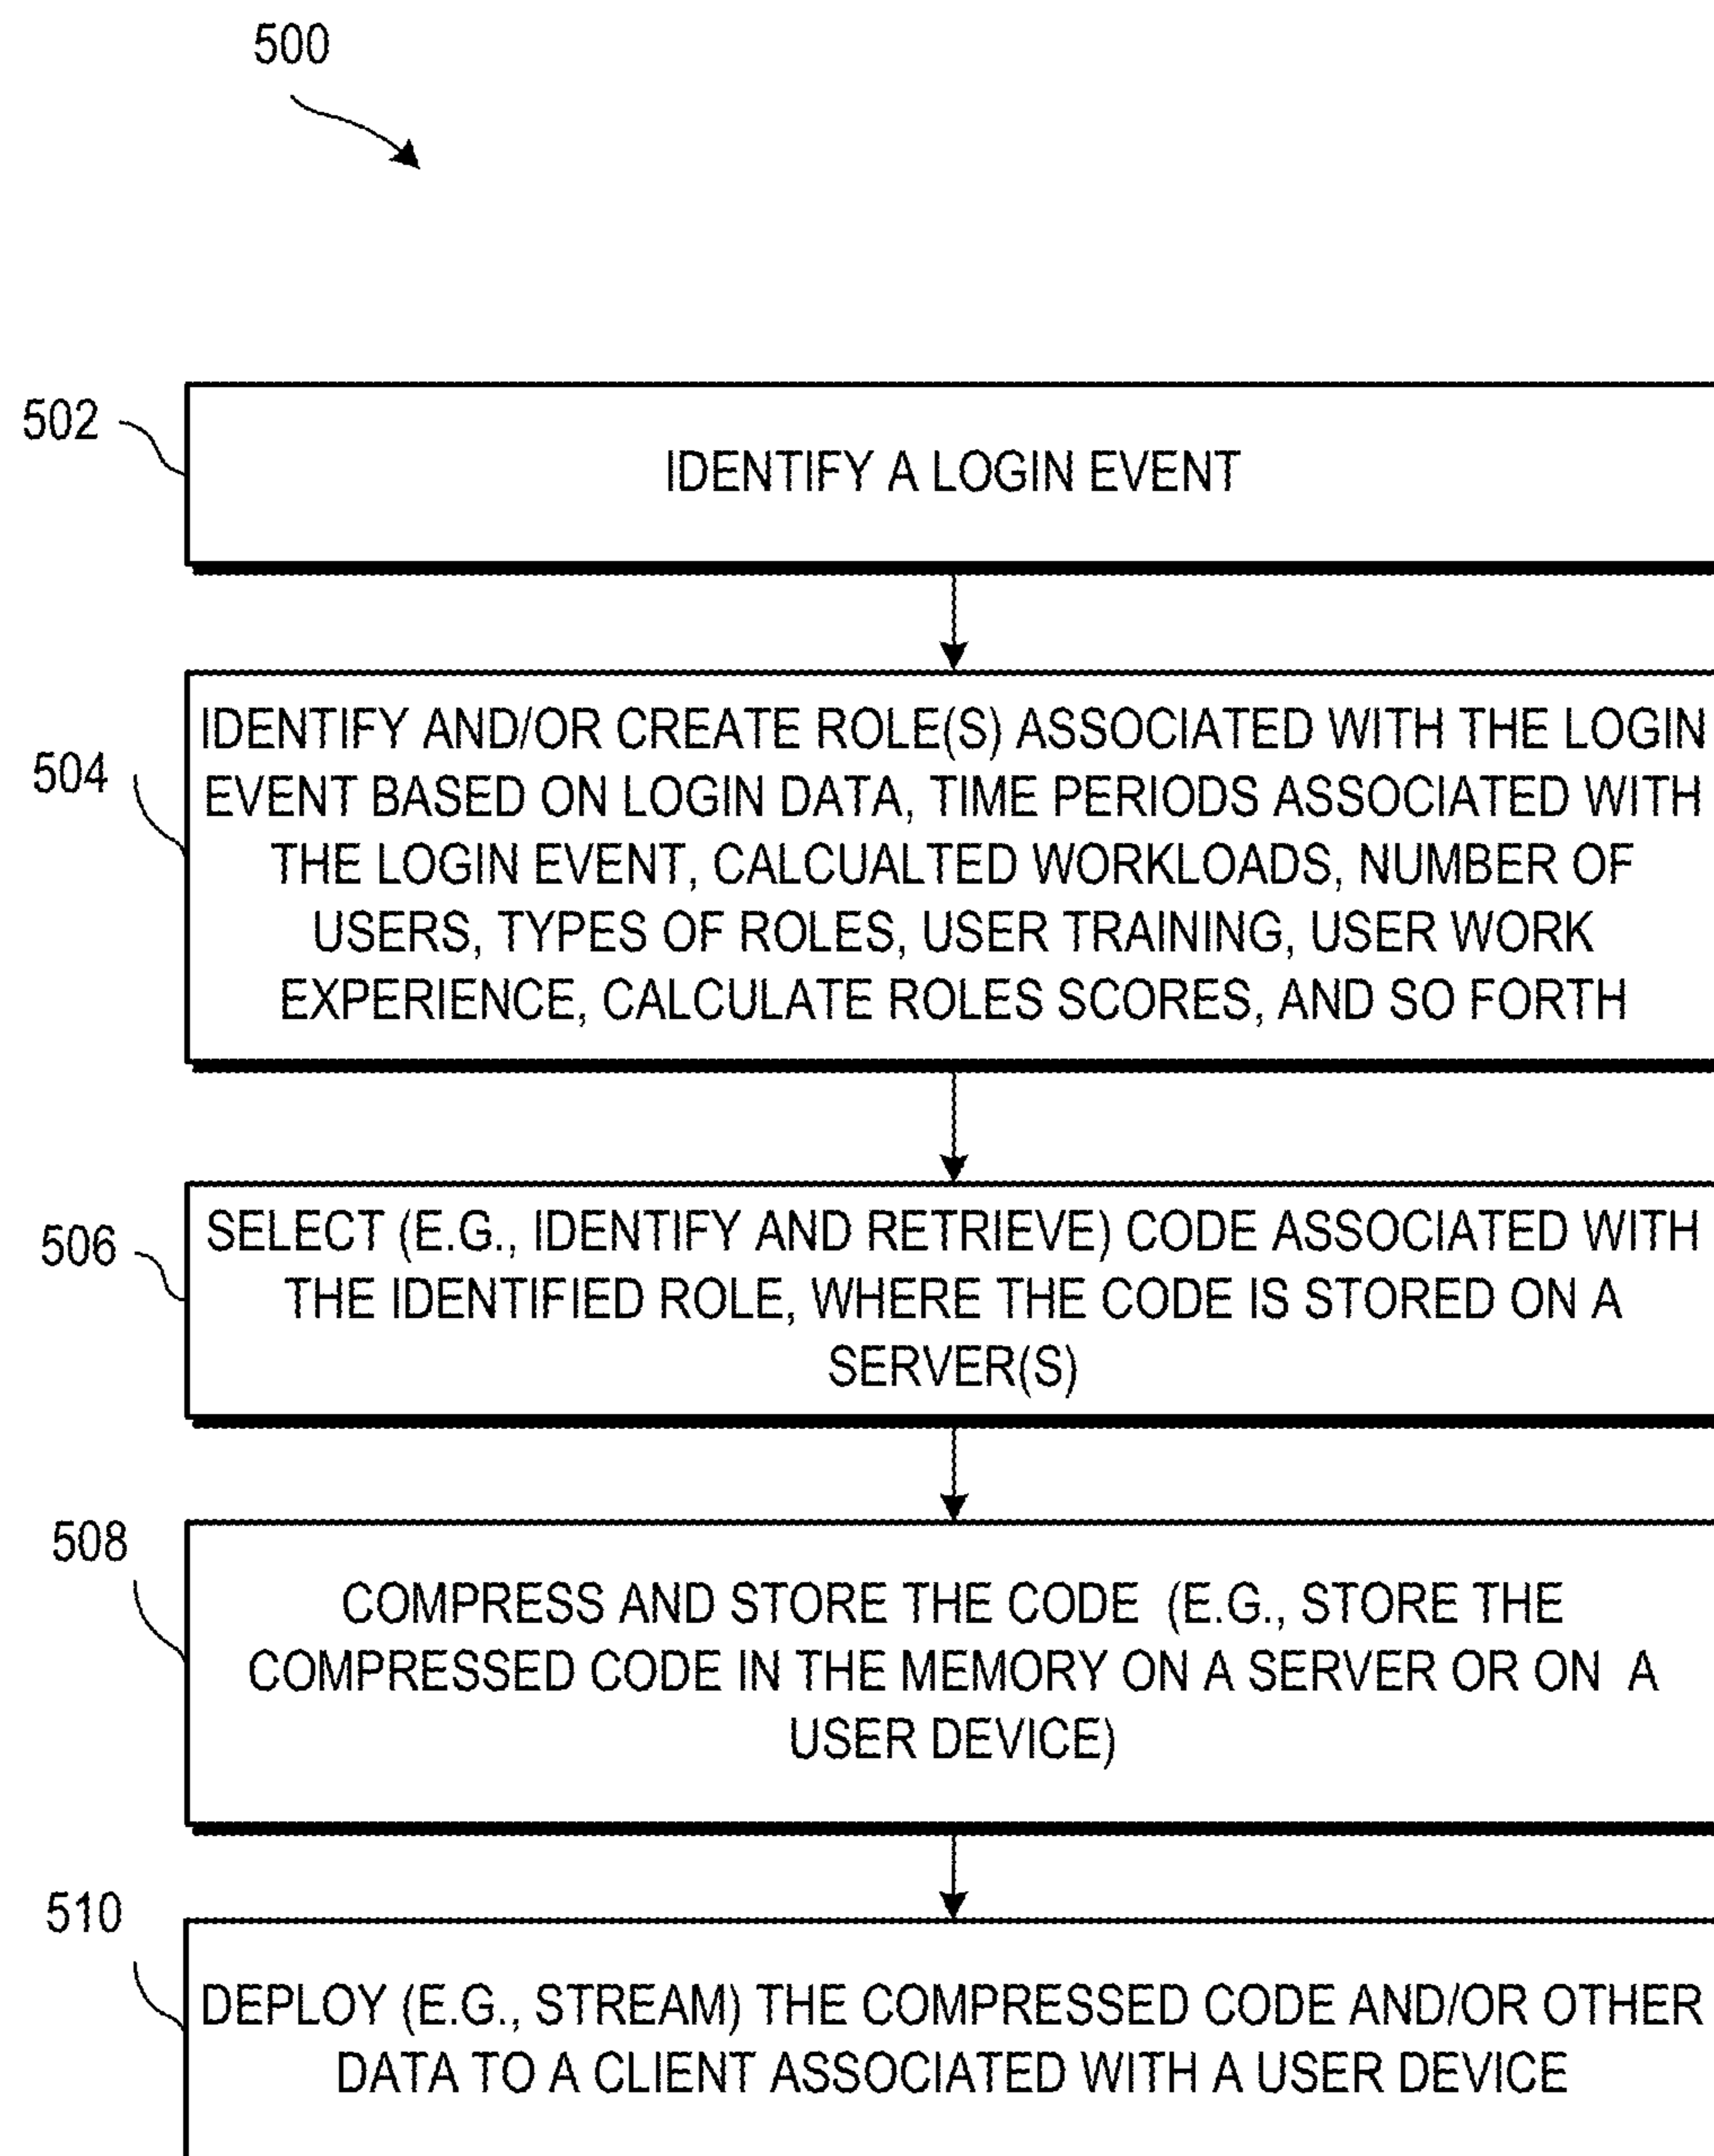 500
502
IDENTIFY A LOGIN EVENT
504
IDENTIFY AND/OR CREATE ROLE(S) ASSOCIATED WITH THE LOGIN
EVENT BASED ON LOGIN DATA, TIME PERIODS ASSOCIATED WITH
THE LOGIN EVENT, CALCUALTED WORKLOADS, NUMBER OF
USERS, TYPES OF ROLES, USER TRAINING, USER WORK
EXPERIENCE, CALCULATE ROLES SCORES, AND SO FORTH
506
SELECT (E.G., IDENTIFY AND RETRIEVE) CODE ASSOCIATED WITH
THE IDENTIFIED ROLE, WHERE THE CODE IS STORED ON A
SERVER(S)
508
COMPRESS AND STORE THE CODE (E.G., STORE THE
COMPRESSED CODE IN THE MEMORY ON A SERVER OR ON A
USER DEVICE)
510
DEPLOY (E.G., STREAM) THE COMPRESSED CODE AND/OR OTHER
DATA TO A CLIENT ASSOCIATED WITH A USER DEVICE